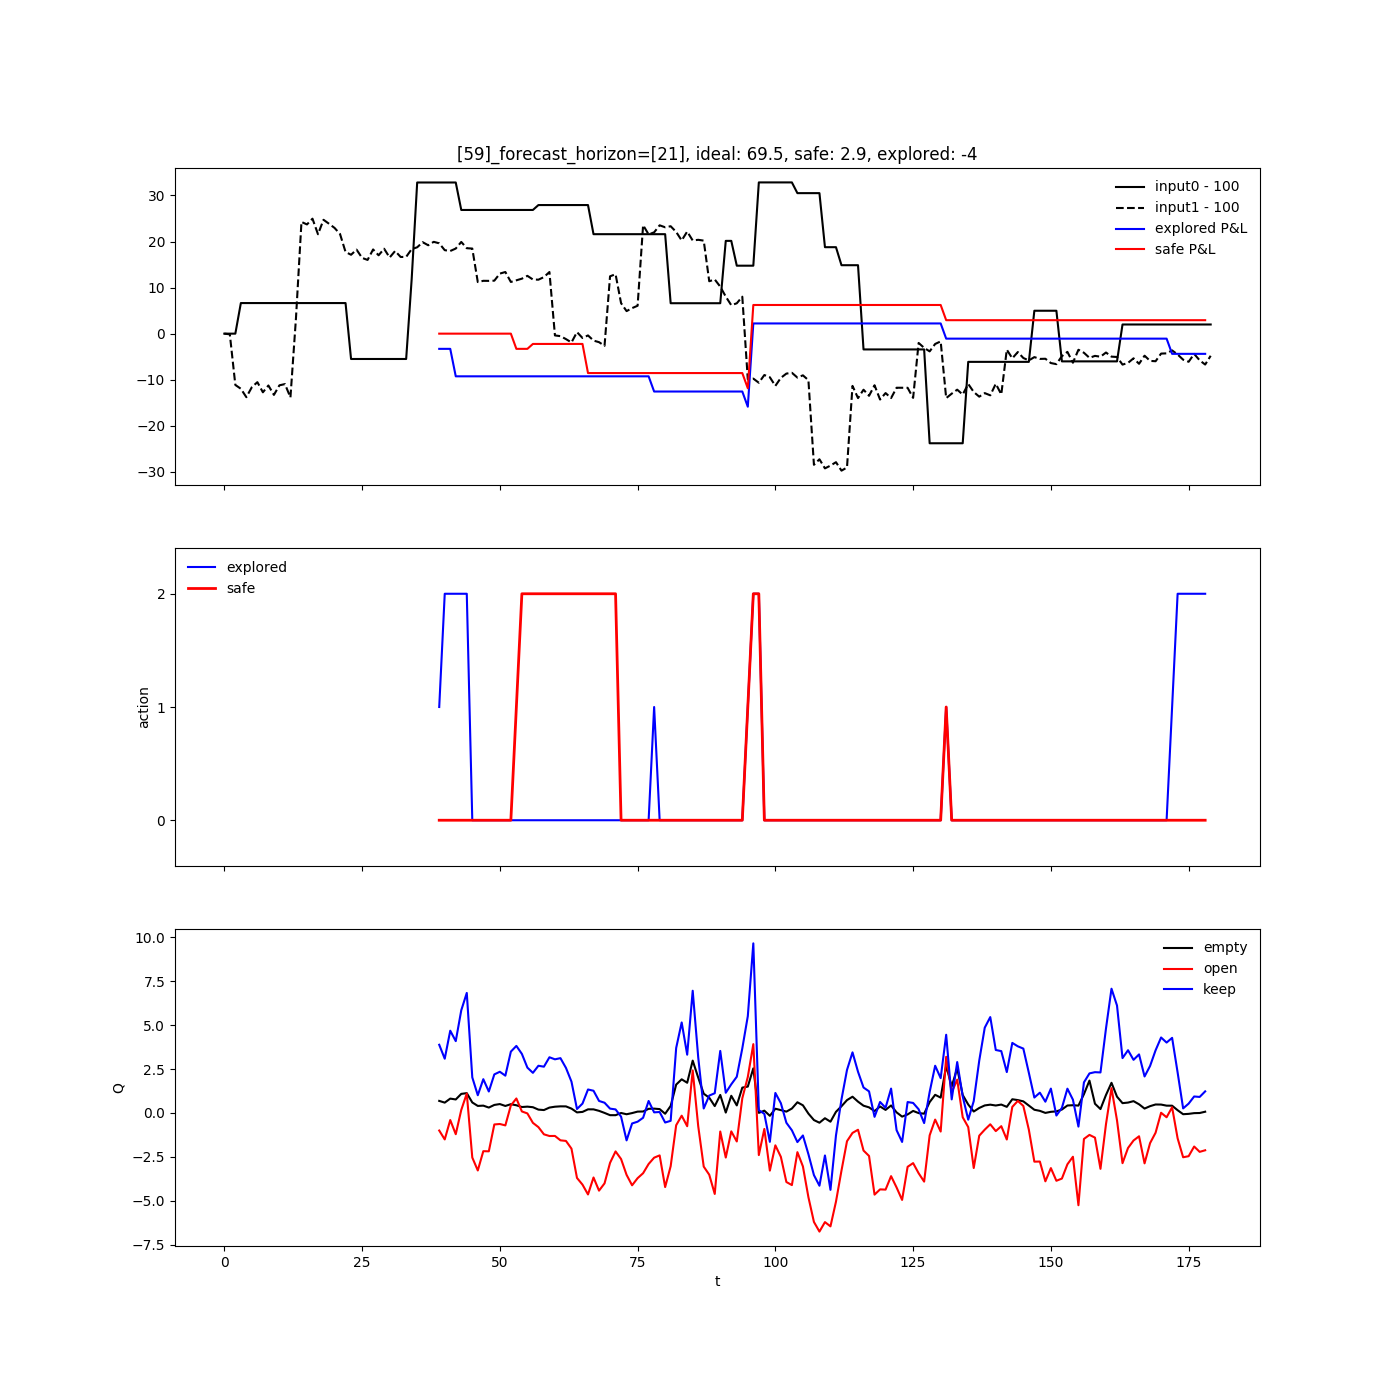 [59]_forecast_horizon=[21], ideal: 69.5, safe: 2.9, explored: -4
30
20
10
0
−10
−20
−30
input0 - 100
input1 - 100
explored P&L
safe P&L
explored
safe
action
2
1
0
empty
open
keep
Q
10.0
7.5
5.0
2.5
0.0
−2.5
−5.0
−7.5
0 25 50 75 100 125 150 175
t